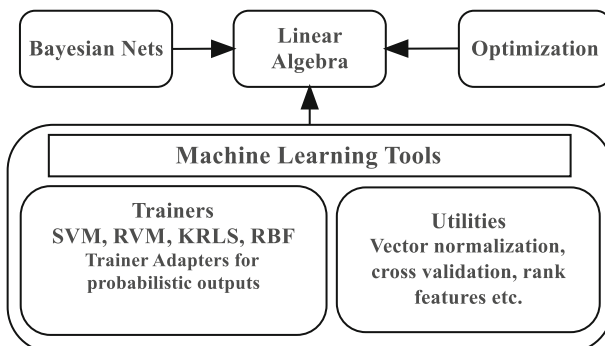 Bayesian Nets
Linear
Algebra
Optimization
Machine Learning Tools
Trainers
SVM, RVM, KRLS, RBF
Trainer Adapters for
probabilistic outputs
Utilities
Vector normalization,
cross validation, rank
features etc.